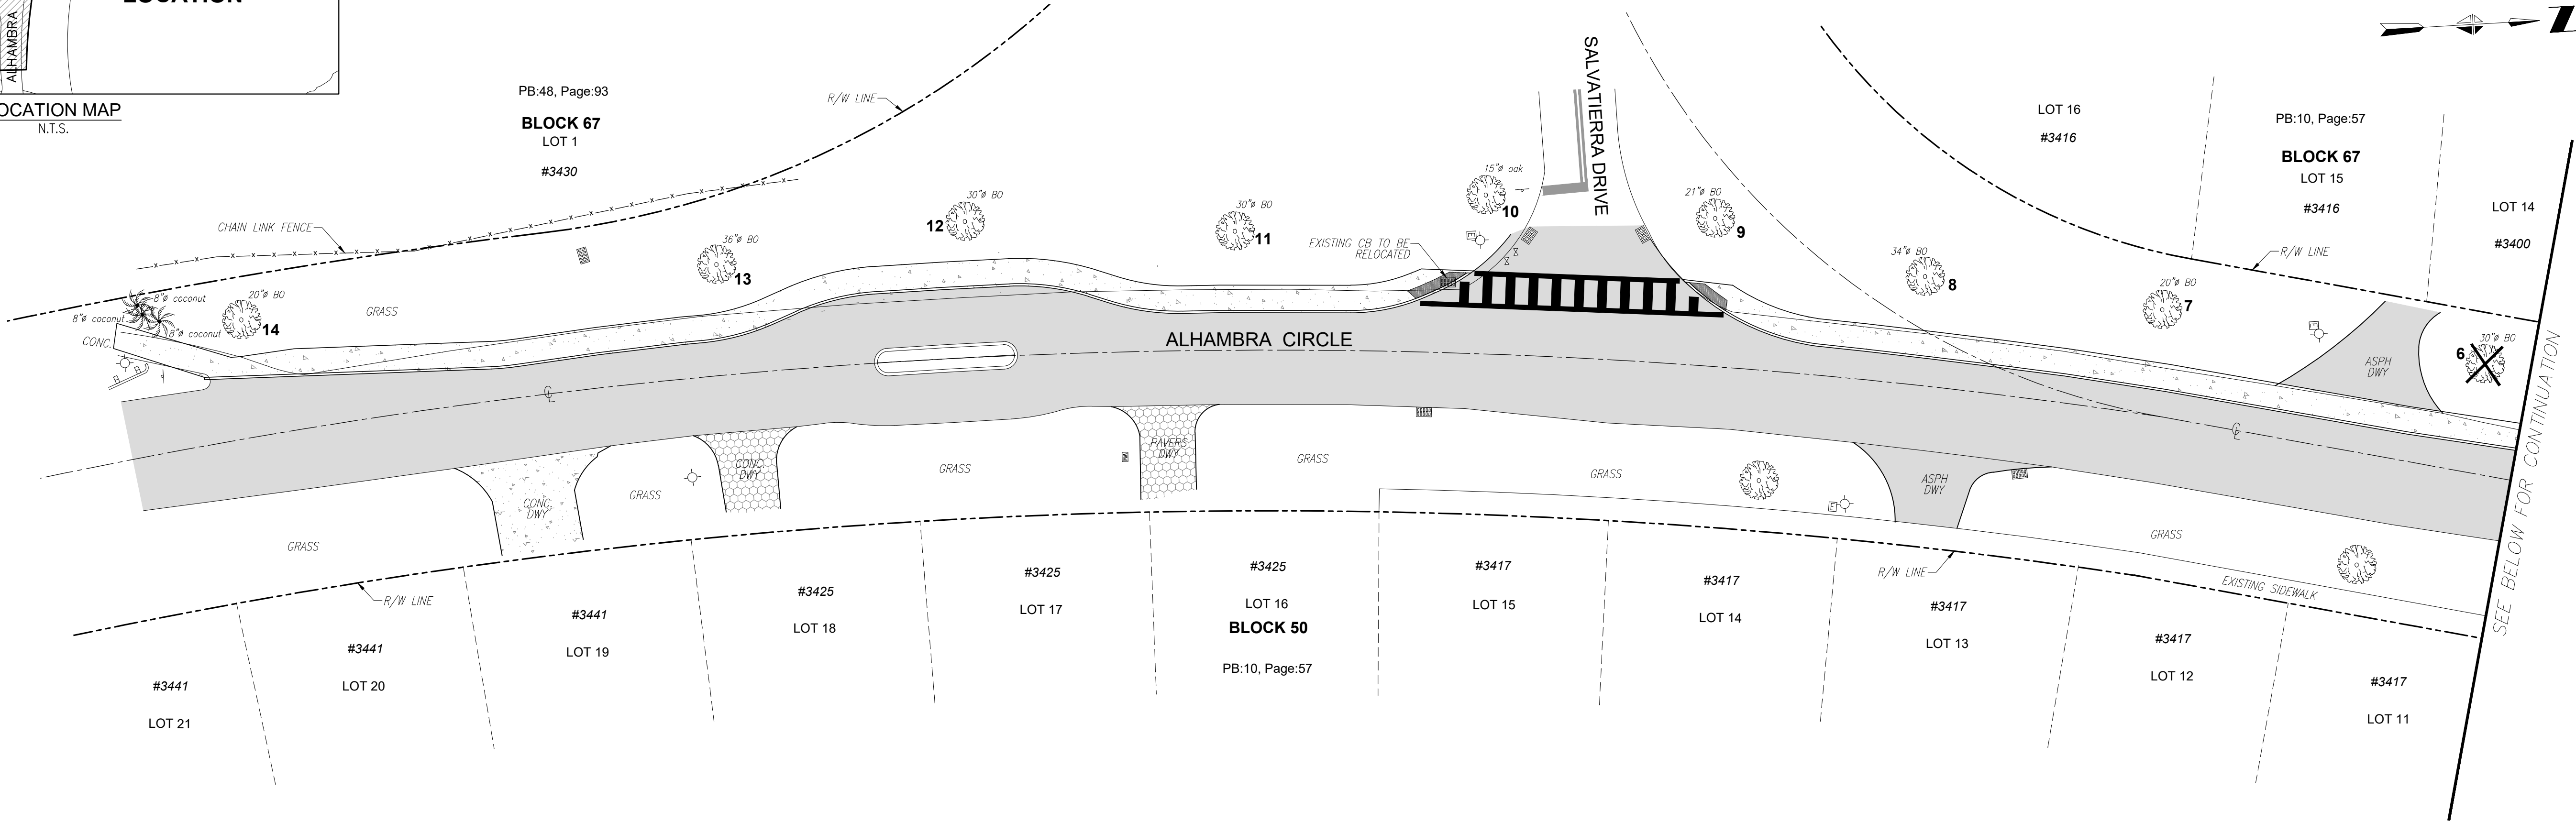 LOCATION
ALHAMBRA
OCATION MAP
N.T.S.
PB:48, Page:93
BLOCK 67
LOT 1
#3430
R/W LINE
CHAIN LINK FENCE
8"ø coconut
8"ø coconut
8"ø coconut
20"ø BO
14
GRASS
CONC.
36"ø BO
13
30"ø BO
12
30"ø BO
11
15"ø oak
10
EXISTING CB TO BE
RELOCATED
SALVATIERRA DRIVE
21"ø BO
9
34"ø BO
8
20"ø BO
7
30"ø BO
6
LOT 16
#3416
PB:10, Page:57
BLOCK 67
LOT 15
#3416
LOT 14
#3400
R/W LINE
ASPH
DWY
ALHAMBRA CIRCLE
CL
CL
CONC.
DWY
GRASS
CONC.
DWY
GRASS
PAVERS
DWY
GRASS
GRASS
ASPH
DWY
E
GRASS
GRASS
EXISTING SIDEWALK
SEE BELOW FOR CONTINUATION
R/W LINE
R/W LINE
#3441
LOT 21
#3441
LOT 20
#3441
LOT 19
#3425
LOT 18
#3425
LOT 17
#3425
LOT 16
BLOCK 50
PB:10, Page:57
#3417
LOT 15
#3417
LOT 14
#3417
LOT 13
#3417
LOT 12
#3417
LOT 11